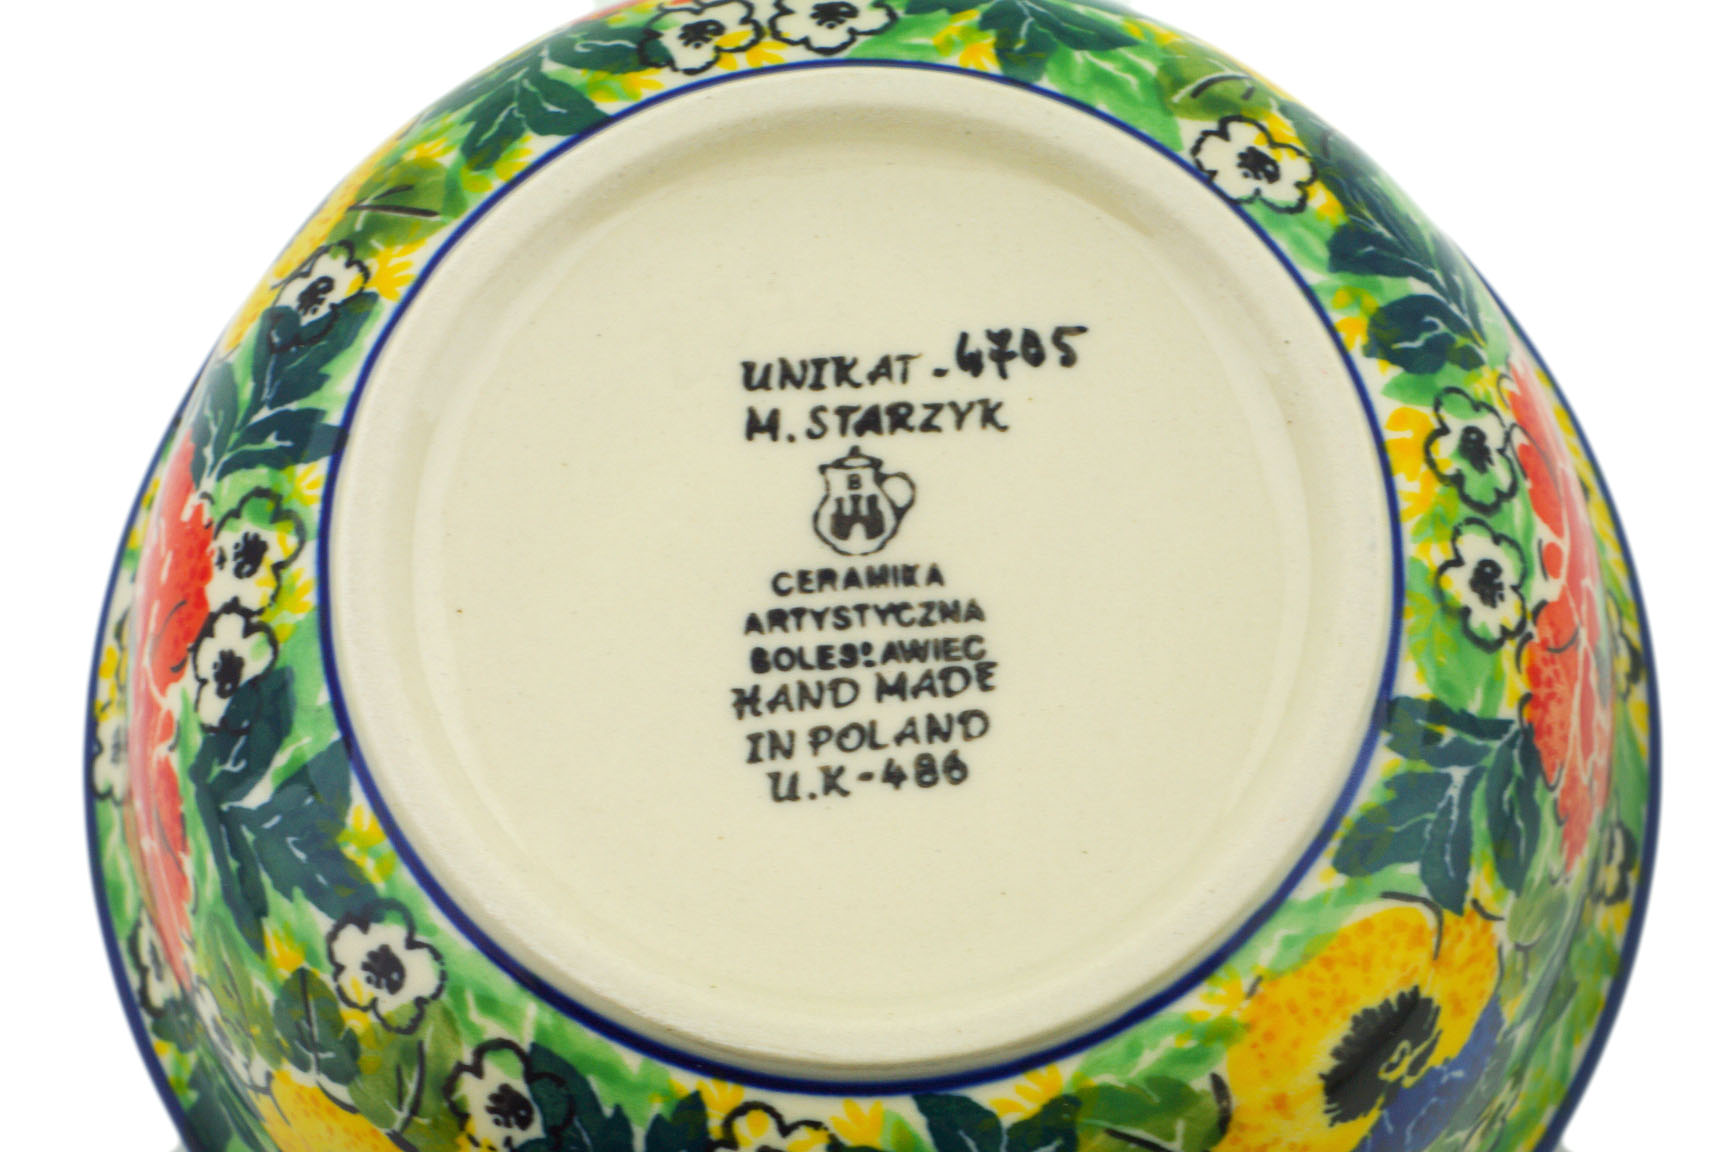 UNIKAT-4705
M. STARZYK
B
CERAMIKA
ARTYSTYCZNA
BOLESŁAWIEC
HAND MADE
IN POLAND
U.K-486